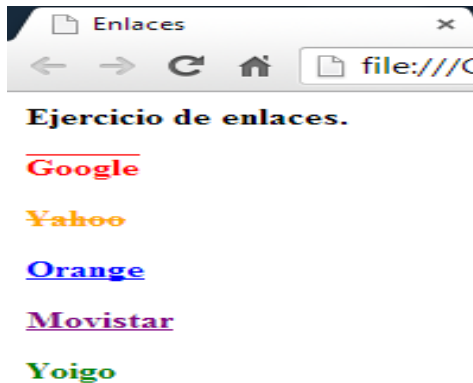 Enlaces
file:///
Ejercicio de enlaces.
Google
Yahoo
Orange
Movistar
Yoigo